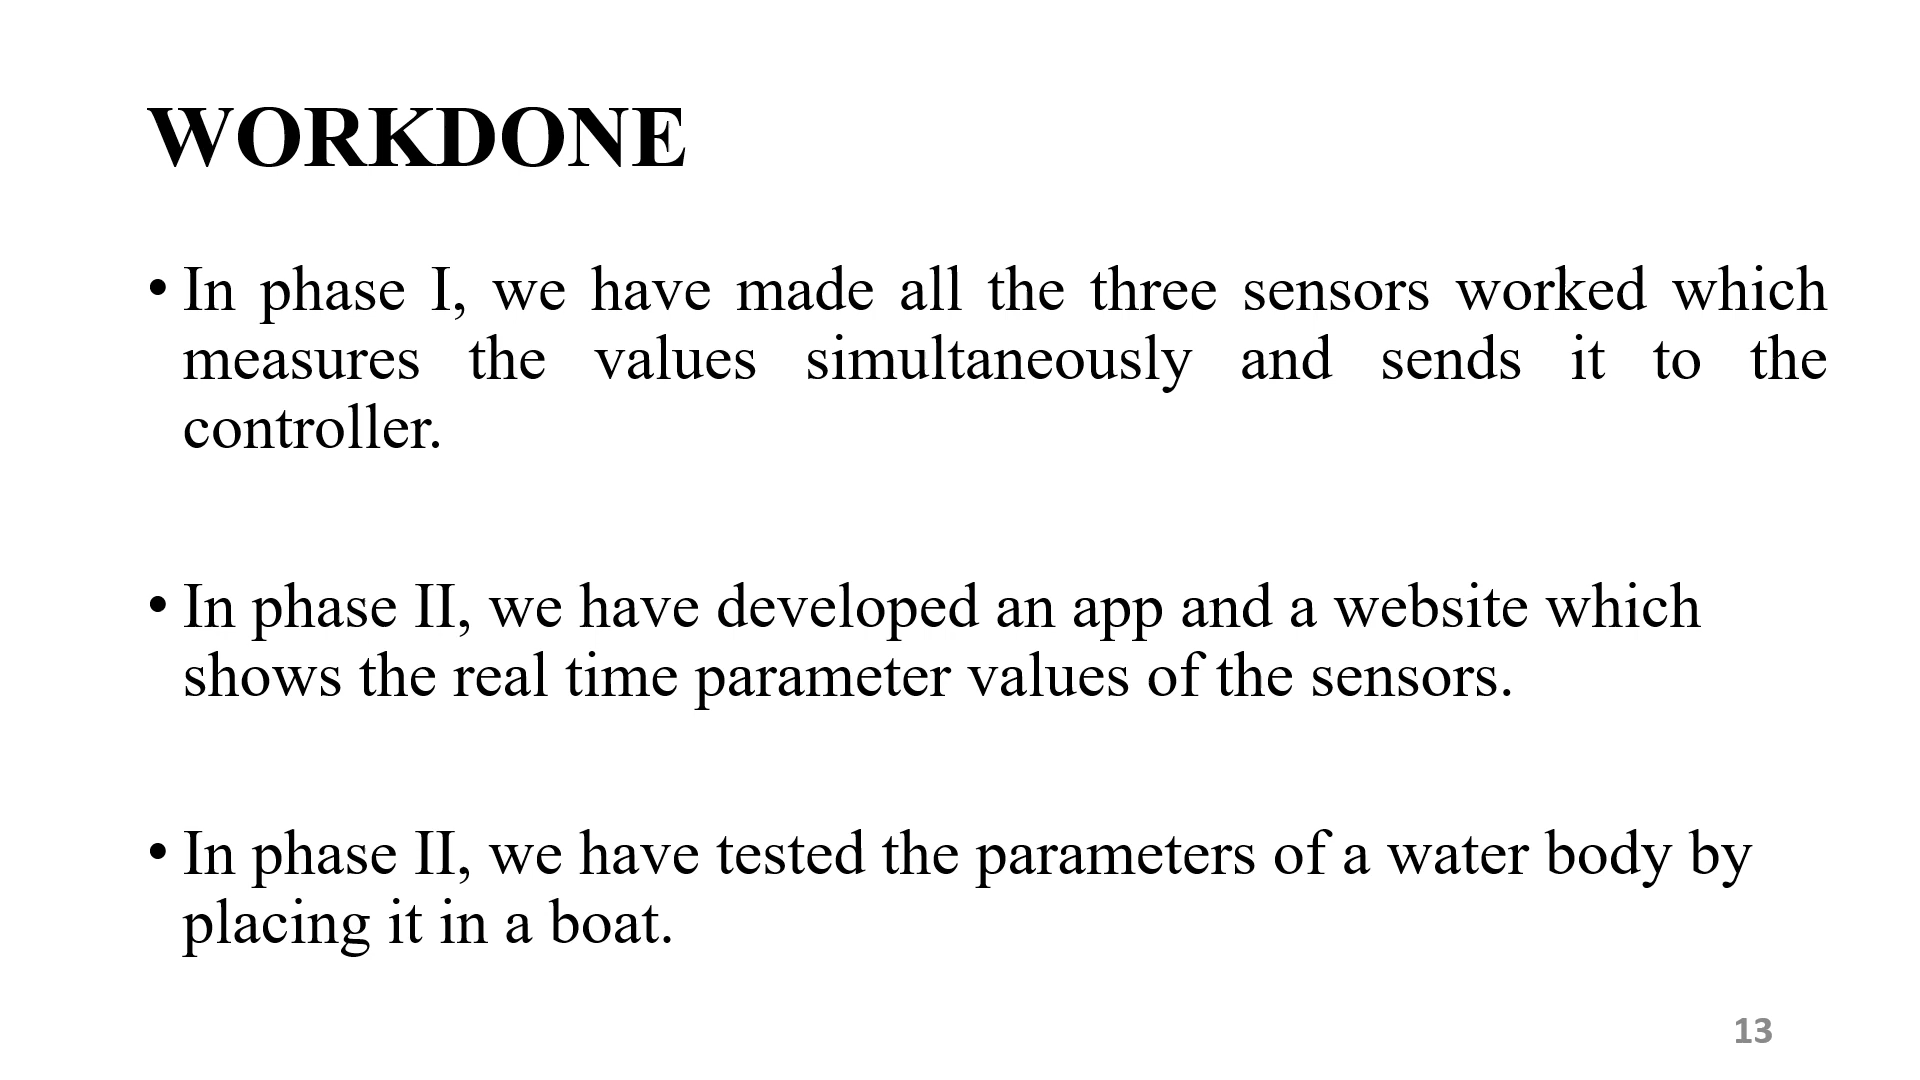 WORKDONE
• In phase I, we have made all the three sensors worked which
measures the values simultaneously and sends it to the
controller.
• In phase II, we have developed an app and a website which
shows the real time parameter values of the sensors.
• In phase II, we have tested the parameters of a water body by
placing it in a boat.
13